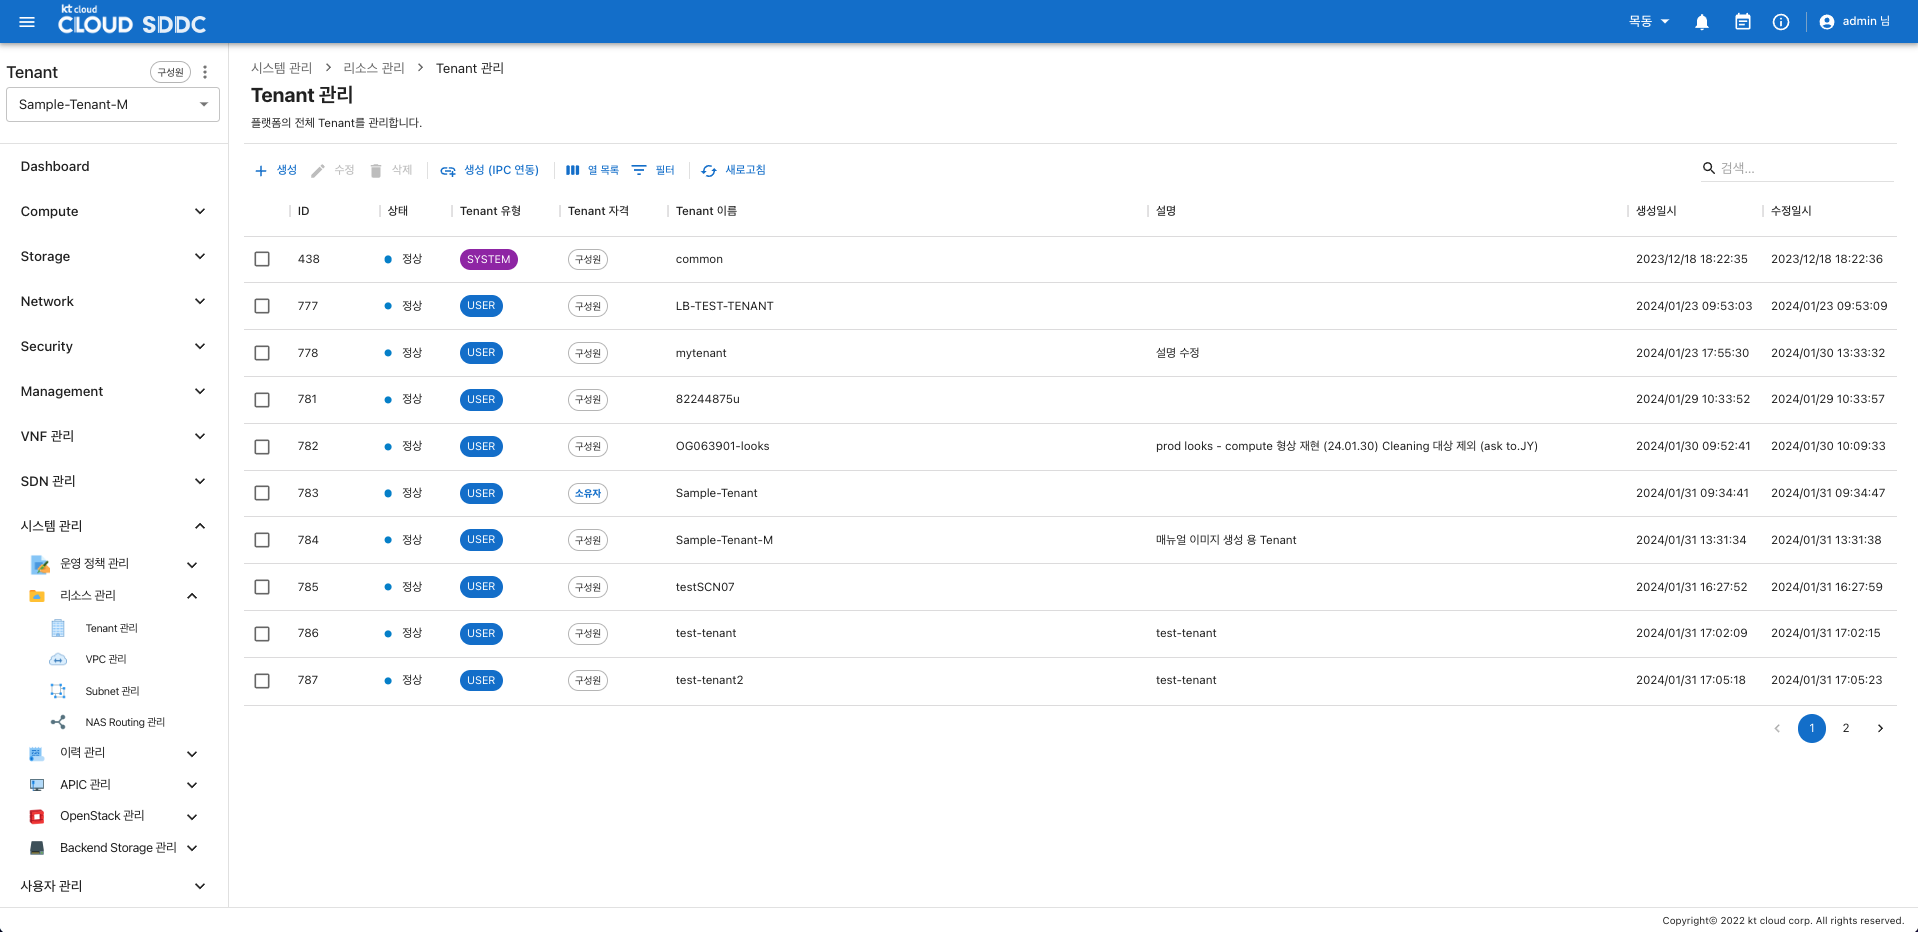 kt cloud
CLOUD SDDC
목동
admin 님
Tenant
구성원
Sample-Tenant-M
Dashboard
Compute
Storage
Network
Security
Management
VNF 관리
SDN 관리
시스템 관리
운영 정책 관리
리소스 관리
Tenant 관리
VPC 관리
Subnet 관리
NAS Routing 관리
이력 관리
APIC 관리
OpenStack 관리
Backend Storage 관리
사용자 관리
시스템 관리 > 리소스 관리 > Tenant 관리
Tenant 관리
플랫폼의 전체 Tenant를 관리합니다.
생성 수정 삭제 생성 (IPC 연동) 열 목록 필터 새로고침 검색...
ID 상태 Tenant 유형 Tenant 자격 Tenant 이름 설명 생성일시 수정일시
438 정상 SYSTEM 구성원 common 2023/12/18 18:22:35 2023/12/18 18:22:36
777 정상 USER 구성원 LB-TEST-TENANT 2024/01/23 09:53:03 2024/01/23 09:53:09
778 정상 USER 구성원 mytenant 설명 수정 2024/01/23 17:55:30 2024/01/30 13:33:32
781 정상 USER 구성원 82244875u 2024/01/29 10:33:52 2024/01/29 10:33:57
782 정상 USER 구성원 OG063901-looks prod looks - compute 형상 재현 (24.01.30) Cleaning 대상 제외 (ask to.JY) 2024/01/30 09:52:41 2024/01/30 10:09:33
783 정상 USER 소유자 Sample-Tenant 2024/01/31 09:34:41 2024/01/31 09:34:47
784 정상 USER 구성원 Sample-Tenant-M 매뉴얼 이미지 생성 용 Tenant 2024/01/31 13:31:34 2024/01/31 13:31:38
785 정상 USER 구성원 testSCN07 2024/01/31 16:27:52 2024/01/31 16:27:59
786 정상 USER 구성원 test-tenant test-tenant 2024/01/31 17:02:09 2024/01/31 17:02:15
787 정상 USER 구성원 test-tenant2 test-tenant 2024/01/31 17:05:18 2024/01/31 17:05:23
1 2
Copyright© 2022 kt cloud corp. All rights reserved.